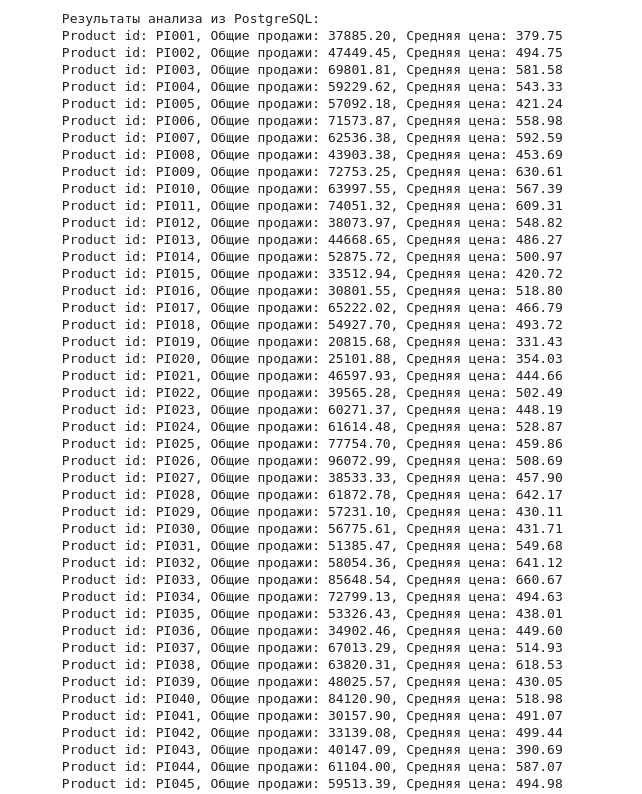 Результаты анализа из PostgreSQL:
Product id: PI001, Общие продажи: 37885.20, Средняя цена: 379.75
Product id: PI002, Общие продажи: 47449.45, Средняя цена: 494.75
Product id: PI003, Общие продажи: 69801.81, Средняя цена: 581.58
Product id: PI004, Общие продажи: 59229.62, Средняя цена: 543.33
Product id: PI005, Общие продажи: 57092.18, Средняя цена: 421.24
Product id: PI006, Общие продажи: 71573.87, Средняя цена: 558.98
Product id: PI007, Общие продажи: 62536.38, Средняя цена: 592.59
Product id: PI008, Общие продажи: 43903.38, Средняя цена: 453.69
Product id: PI009, Общие продажи: 72753.25, Средняя цена: 630.61
Product id: PI010, Общие продажи: 63997.55, Средняя цена: 567.39
Product id: PI011, Общие продажи: 74051.32, Средняя цена: 609.31
Product id: PI012, Общие продажи: 38073.97, Средняя цена: 548.82
Product id: PI013, Общие продажи: 44668.65, Средняя цена: 486.27
Product id: PI014, Общие продажи: 52875.72, Средняя цена: 500.97
Product id: PI015, Общие продажи: 33512.94, Средняя цена: 420.72
Product id: PI016, Общие продажи: 30801.55, Средняя цена: 518.80
Product id: PI017, Общие продажи: 65222.02, Средняя цена: 466.79
Product id: PI018, Общие продажи: 54927.70, Средняя цена: 493.72
Product id: PI019, Общие продажи: 20815.68, Средняя цена: 331.43
Product id: PI020, Общие продажи: 25101.88, Средняя цена: 354.03
Product id: PI021, Общие продажи: 46597.93, Средняя цена: 444.66
Product id: PI022, Общие продажи: 39565.28, Средняя цена: 502.49
Product id: PI023, Общие продажи: 60271.37, Средняя цена: 448.19
Product id: PI024, Общие продажи: 61614.48, Средняя цена: 528.87
Product id: PI025, Общие продажи: 77754.70, Средняя цена: 459.86
Product id: PI026, Общие продажи: 96072.99, Средняя цена: 508.69
Product id: PI027, Общие продажи: 38533.33, Средняя цена: 457.90
Product id: PI028, Общие продажи: 61872.78, Средняя цена: 642.17
Product id: PI029, Общие продажи: 57231.10, Средняя цена: 430.11
Product id: PI030, Общие продажи: 56775.61, Средняя цена: 431.71
Product id: PI031, Общие продажи: 51385.47, Средняя цена: 549.68
Product id: PI032, Общие продажи: 58054.36, Средняя цена: 641.12
Product id: PI033, Общие продажи: 85648.54, Средняя цена: 660.67
Product id: PI034, Общие продажи: 72799.13, Средняя цена: 494.63
Product id: PI035, Общие продажи: 53326.43, Средняя цена: 438.01
Product id: PI036, Общие продажи: 34902.46, Средняя цена: 449.60
Product id: PI037, Общие продажи: 67013.29, Средняя цена: 514.93
Product id: PI038, Общие продажи: 63820.31, Средняя цена: 618.53
Product id: PI039, Общие продажи: 48025.57, Средняя цена: 430.05
Product id: PI040, Общие продажи: 84120.90, Средняя цена: 518.98
Product id: PI041, Общие продажи: 30157.90, Средняя цена: 491.07
Product id: PI042, Общие продажи: 33139.08, Средняя цена: 499.44
Product id: PI043, Общие продажи: 40147.09, Средняя цена: 390.69
Product id: PI044, Общие продажи: 61104.00, Средняя цена: 587.07
Product id: PI045, Общие продажи: 59513.39, Средняя цена: 494.98